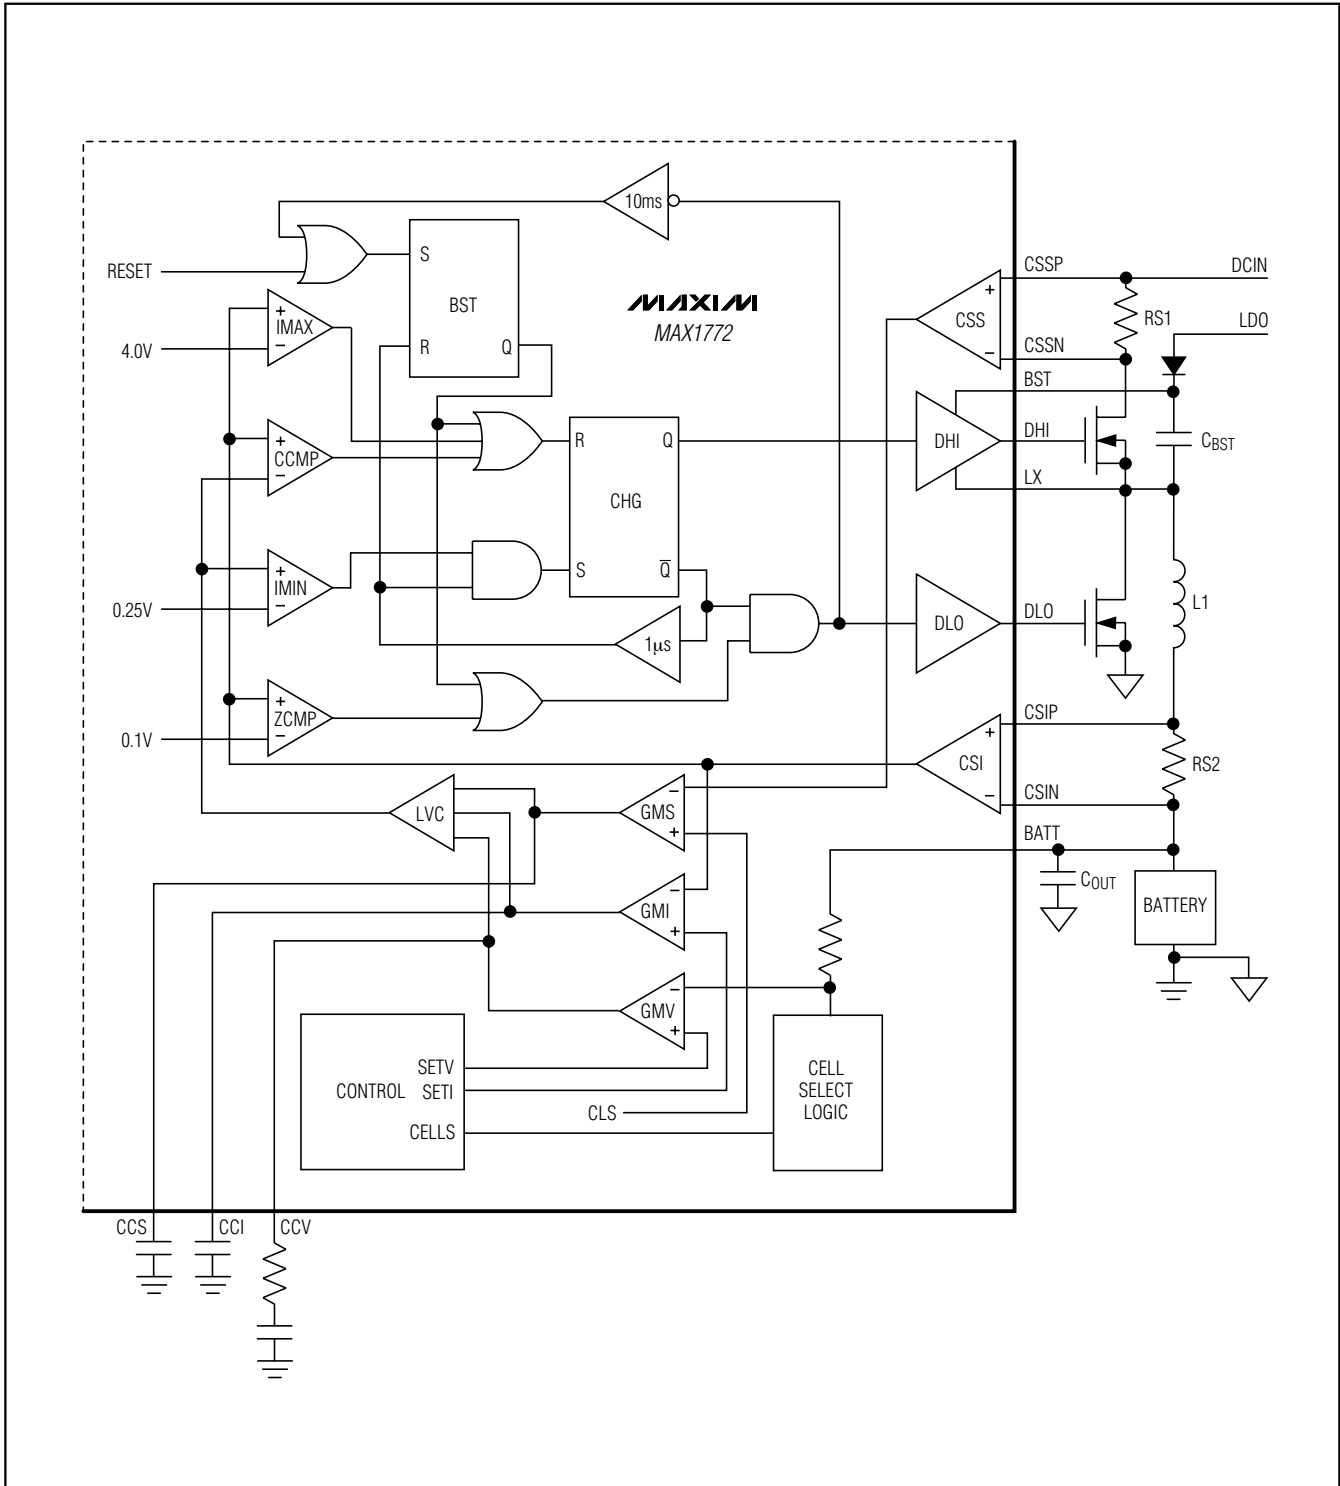 10ms
RESET
S
BST
R
Q
MAXIM
MAX1772
+
IMAX
−
4.0V
+
CSS
−
CSSP
DCIN
RS1
LDO
CSSN
BST
+
CCMP
−
R
Q
CHG
S
Q̅
DHI
DHI
CBST
LX
+
IMIN
−
0.25V
1µs
DLO
DLO
L1
+
ZCMP
−
0.1V
+
CSI
−
CSIP
RS2
CSIN
BATT
LVC
−
GMS
+
COUT
BATTERY
−
GMI
+
−
GMV
+
CONTROL
SETV
SETI
CELLS
CLS
CELL
SELECT
LOGIC
CCS
CCI
CCV